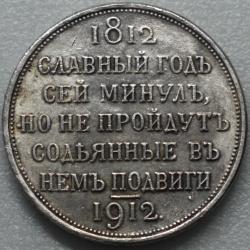 1812
СЛАВНЫЙ ГОДЪ
СЕЙ МИНУЛЪ,
НО НЕ ПРОЙДУТЪ
СОДѢЯННЫЕ ВЪ
НЕМЪ ПОДВИГИ
1912.